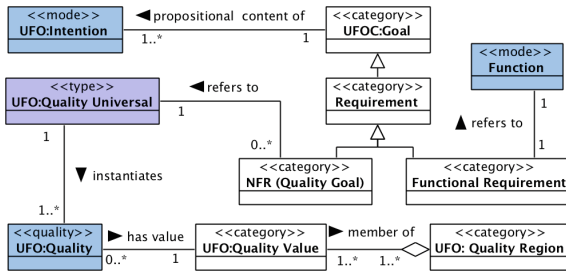 <<mode>>
UFO:Intention
◀ propositional content of
1..*
1
<<category>>
UFOC:Goal
<<mode>>
Function
<<type>>
UFO:Quality Universal
◀ refers to
1
<<category>>
Requirement
1
▲ refers to
1
1
0..*
<<category>>
NFR (Quality Goal)
<<category>>
Functional Requirement
▼ instantiates
1..*
<<quality>>
UFO:Quality
▶ has value
0..*
1
<<category>>
UFO:Quality Value
▶ member of
1..*
1..*
<<category>>
UFO: Quality Region